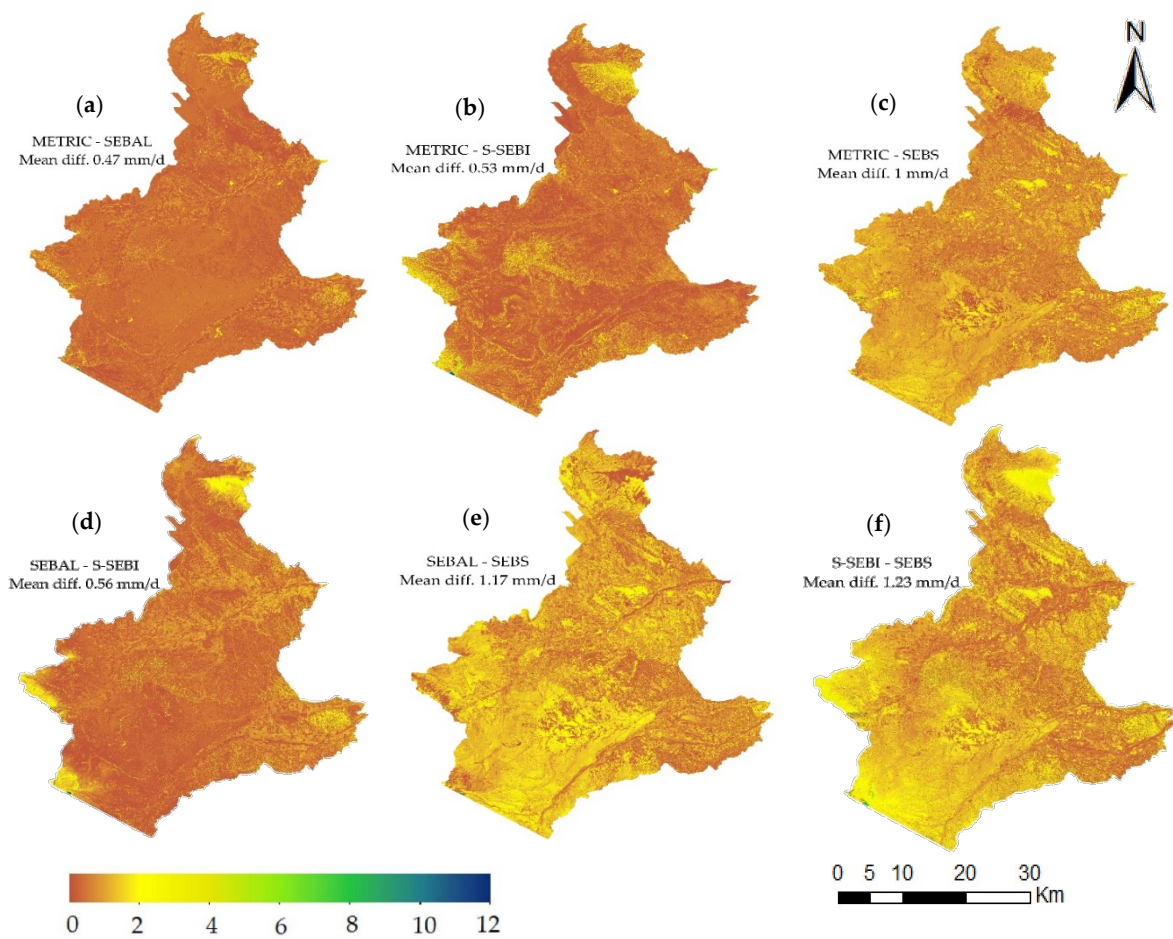 N
(a)
METRIC - SEBAL
Mean diff. 0.47 mm/d
(b)
METRIC - S-SEBI
Mean diff. 0.53 mm/d
(c)
METRIC - SEBS
Mean diff. 1 mm/d
(d)
SEBAL - S-SEBI
Mean diff. 0.56 mm/d
(e)
SEBAL - SEBS
Mean diff. 1.17 mm/d
(f)
S-SEBI - SEBS
Mean diff. 1.23 mm/d
0 2 4 6 8 10 12
0 5 10 20 30
Km